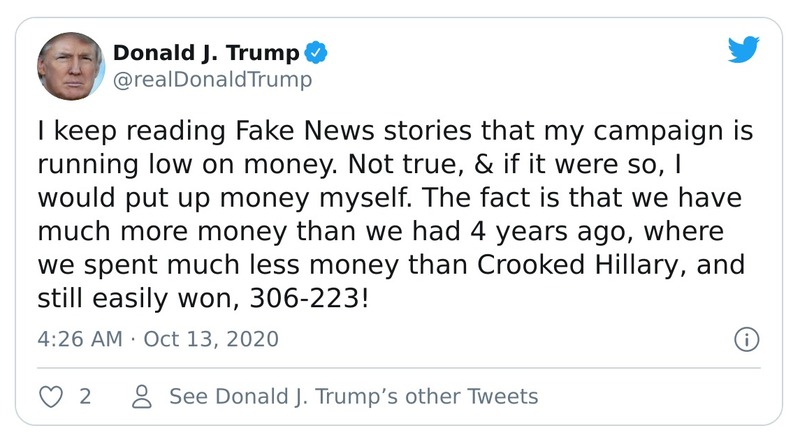 Donald J. Trump
@realDonaldTrump
I keep reading Fake News stories that my campaign is
running low on money. Not true, & if it were so, I
would put up money myself. The fact is that we have
much more money than we had 4 years ago, where
we spent much less money than Crooked Hillary, and
still easily won, 306-223!
4:26 AM · Oct 13, 2020
2 See Donald J. Trump’s other Tweets